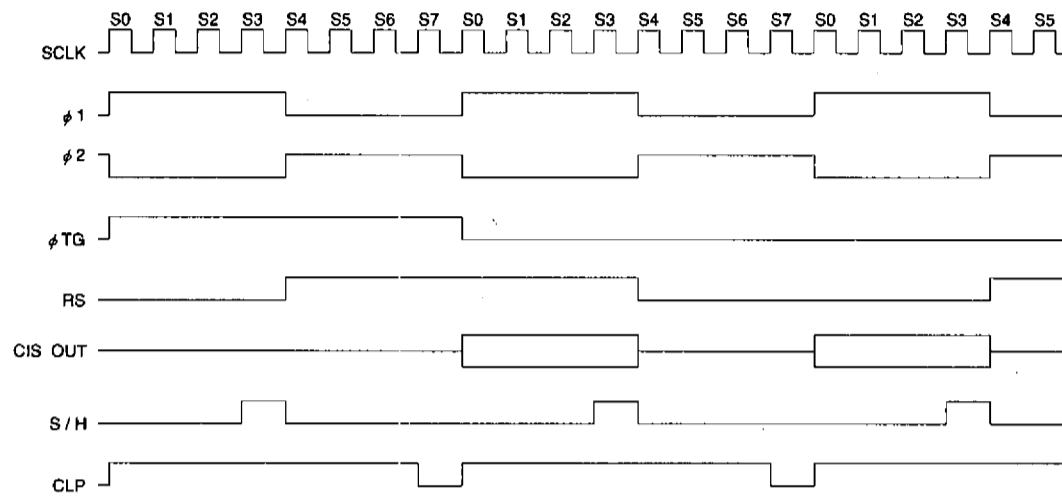 S0 S1 S2 S3 S4 S5 S6 S7 S0 S1 S2 S3 S4 S5 S6 S7 S0 S1 S2 S3 S4 S5
SCLK
ϕ1
ϕ2
ϕTG
RS
CIS OUT
S / H
CLP